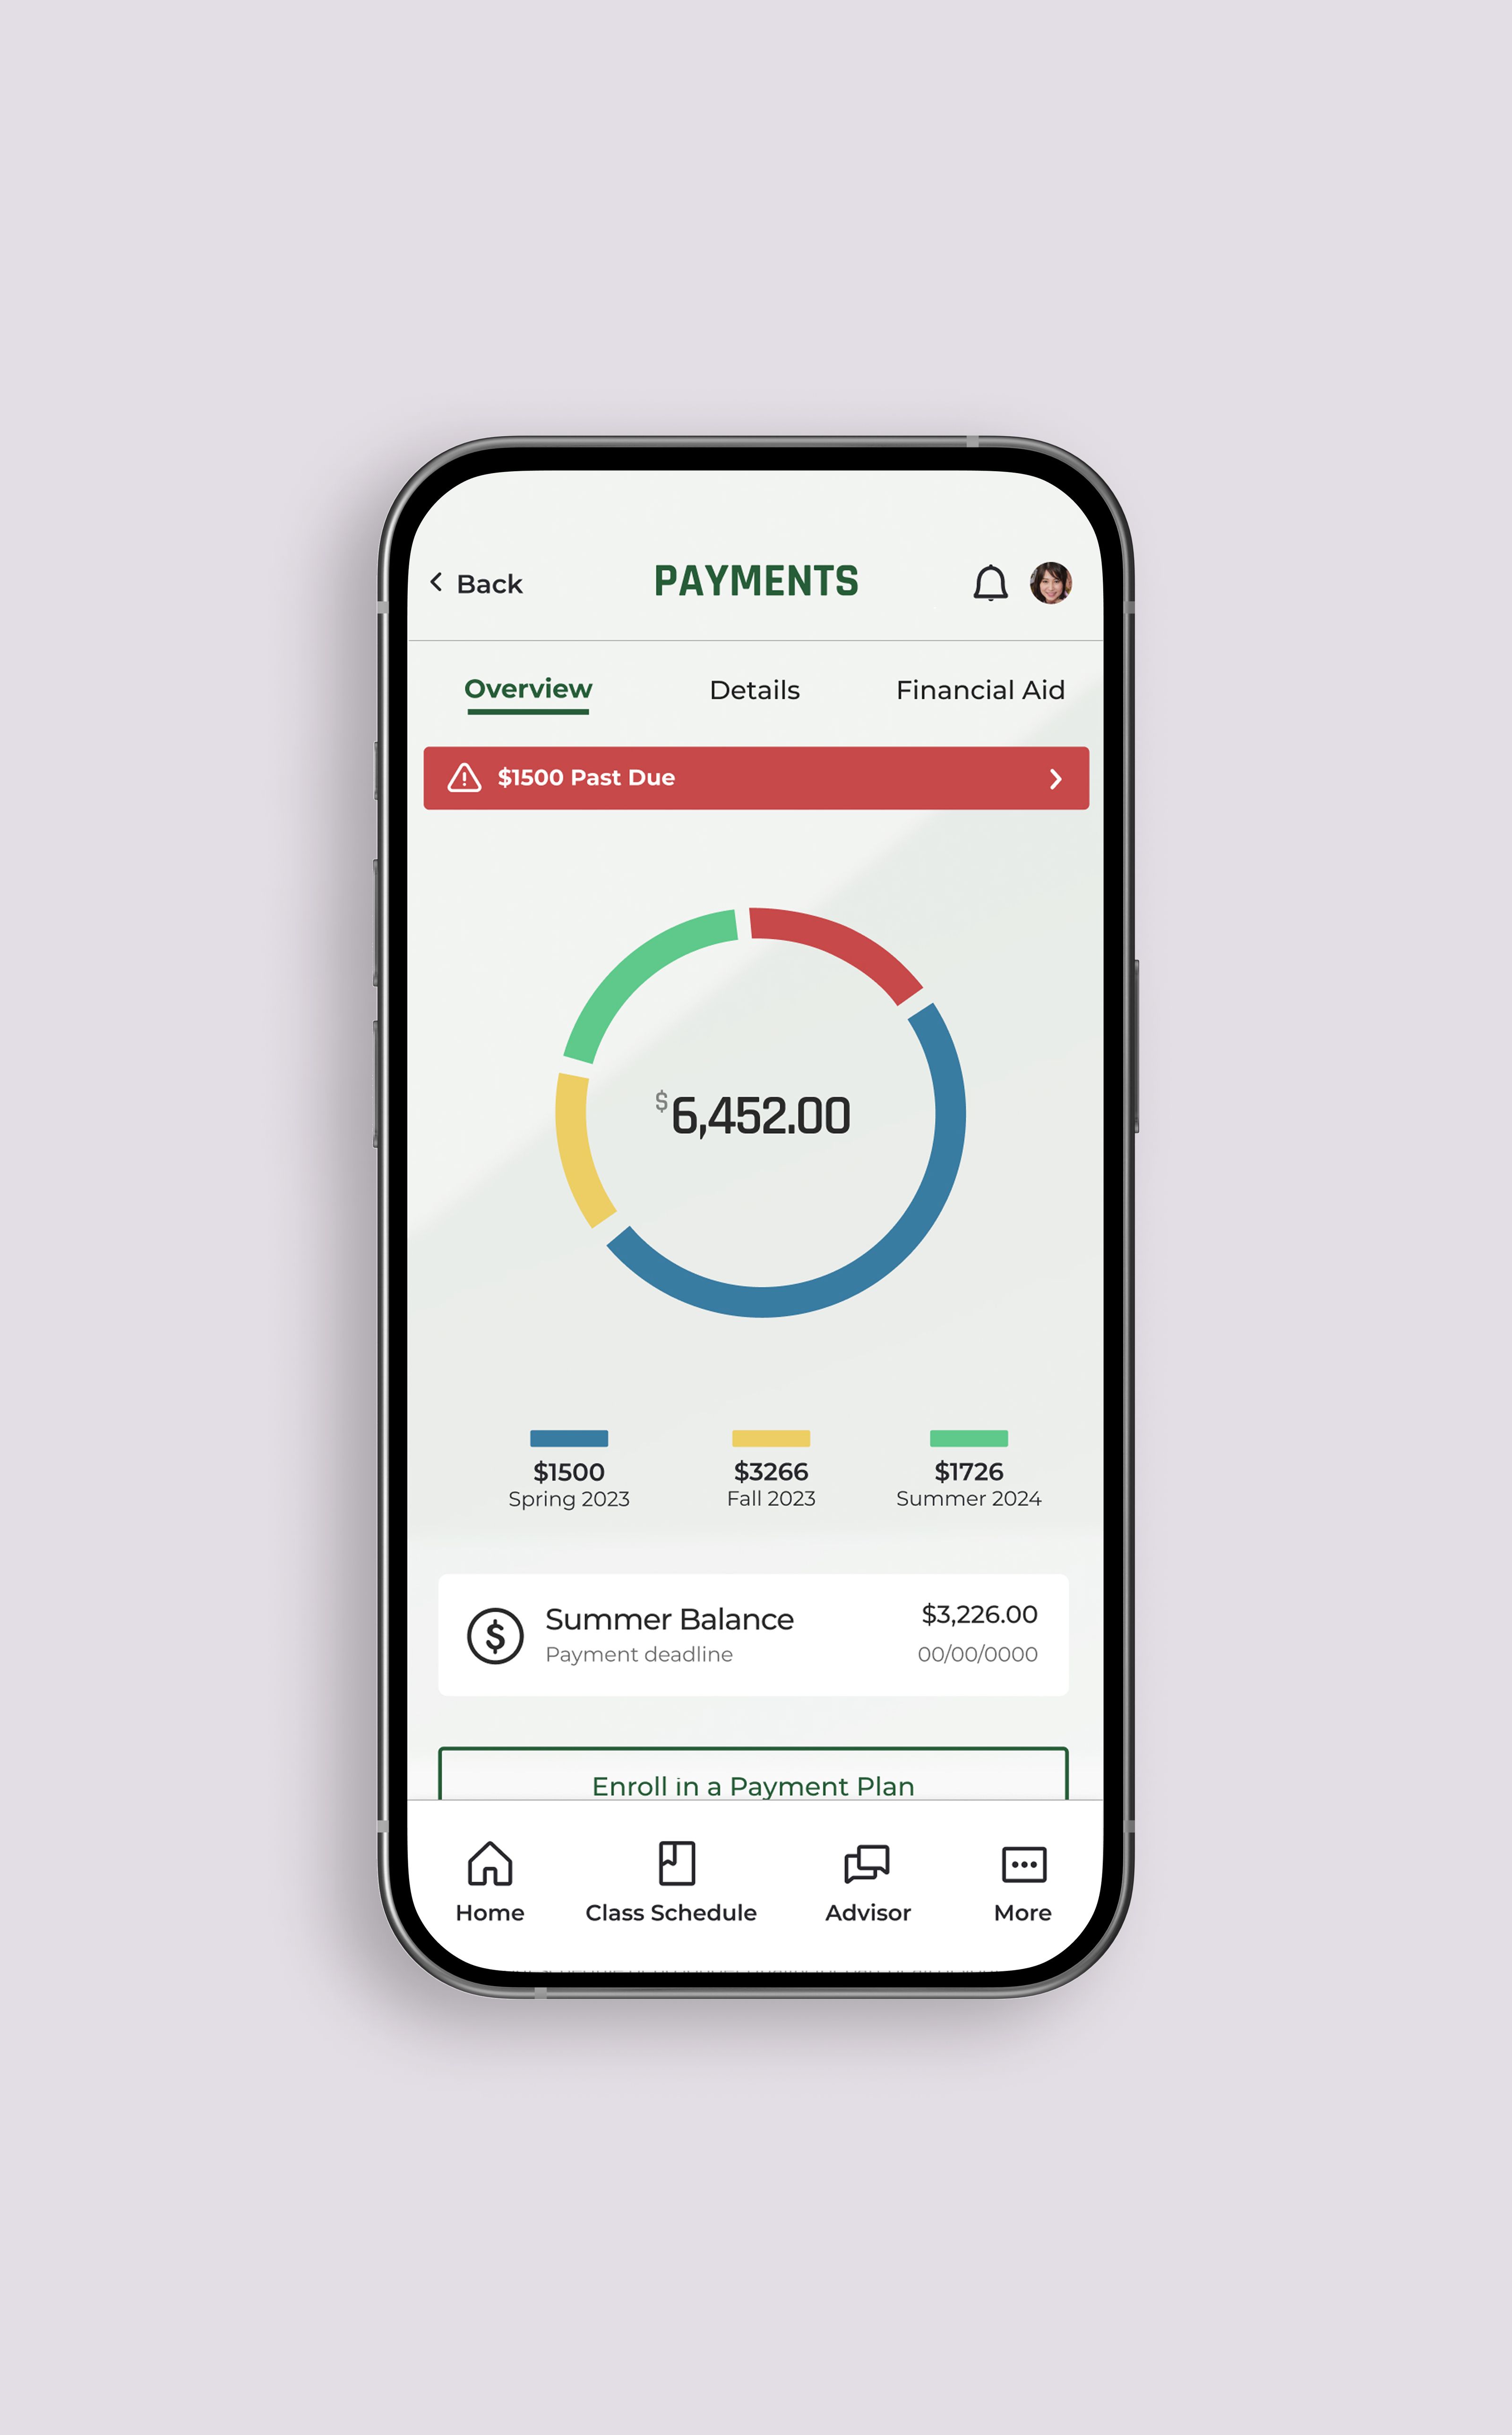 Back
PAYMENTS
Overview
Details
Financial Aid
$1500 Past Due
$6,452.00
$1500
Spring 2023
$3266
Fall 2023
$1726
Summer 2024
Summer Balance
$3,226.00
Payment deadline
00/00/0000
Enroll in a Payment Plan
Home
Class Schedule
Advisor
More